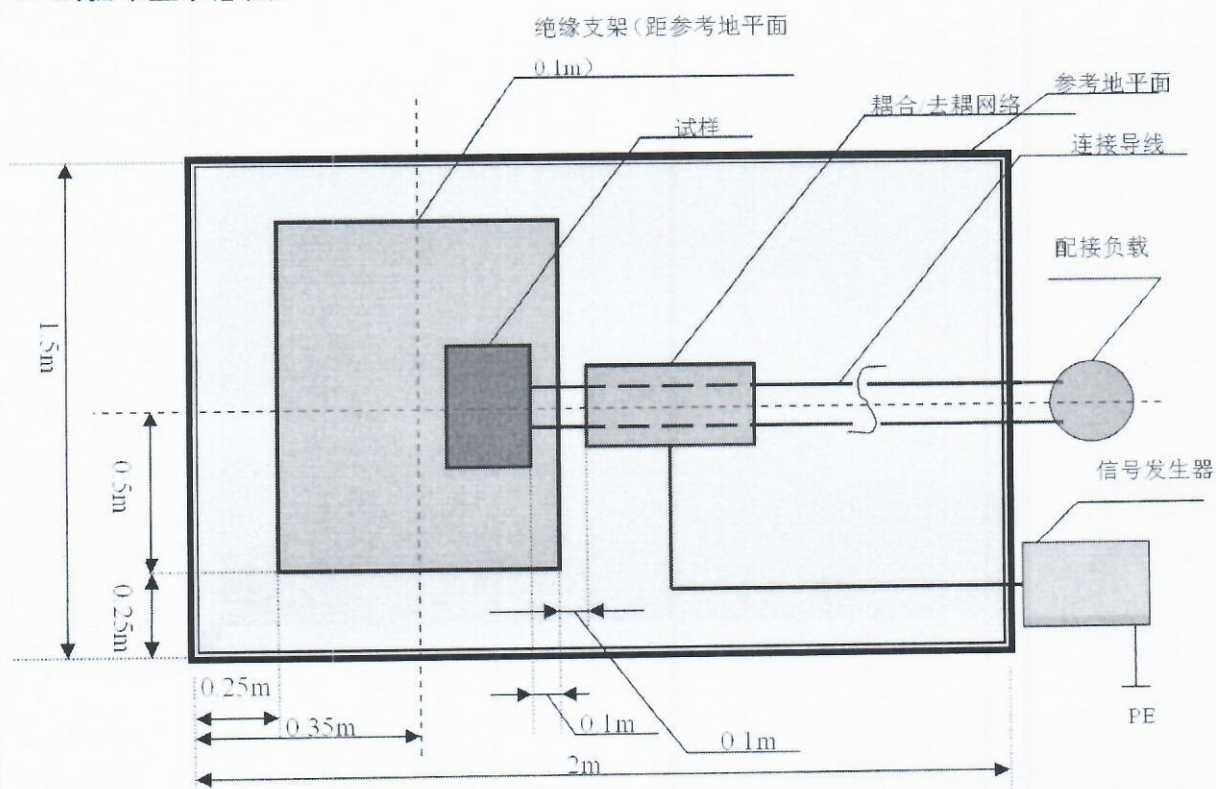 绝缘支架(距参考地平面
0.1m)
参考地平面
耦合/去耦网络
试样
连接导线
配接负载
1.5m
0.5m
信号发生器
0.25m
0.25m
0.35m
0.1m
0.1m
PE
2m